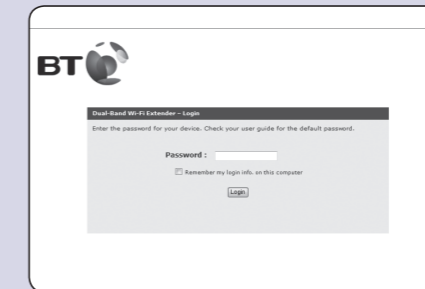 BT
Dual-Band Wi-Fi Extender – Login
Enter the password for your device. Check your user guide for the default password.
Password :
Remember my login info. on this computer
Login